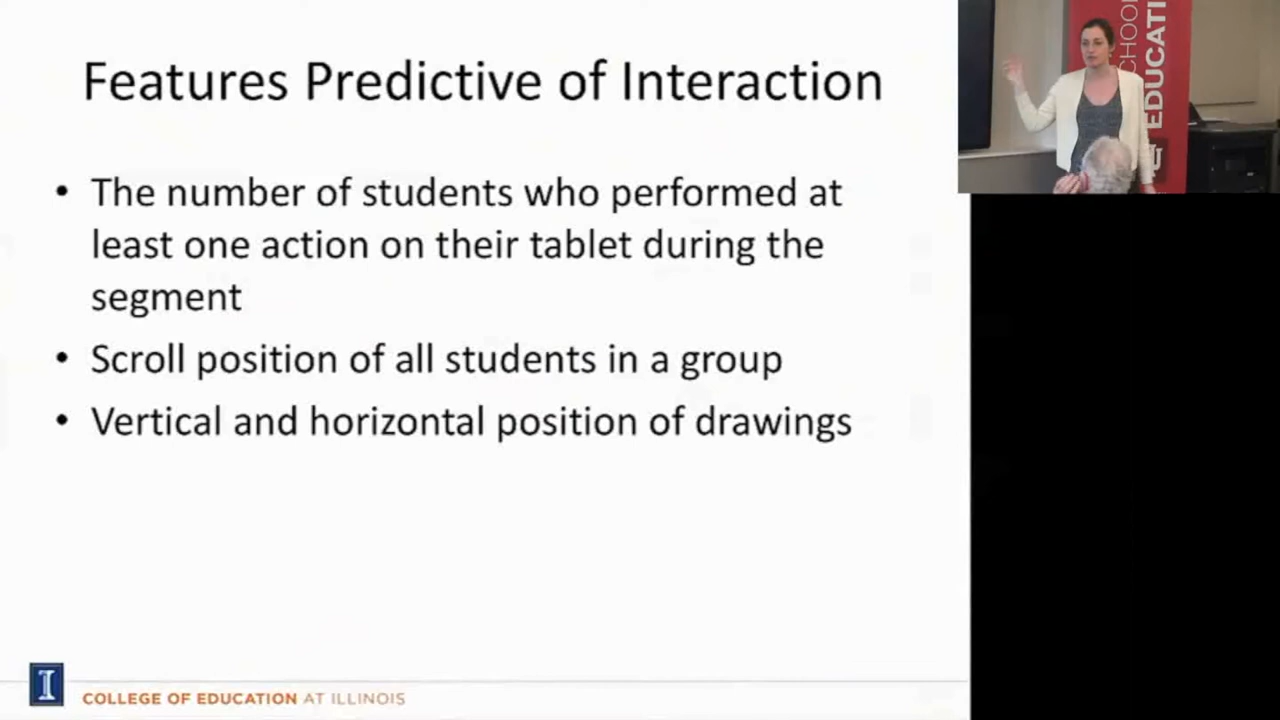 Features Predictive of Interaction
• The number of students who performed at
least one action on their tablet during the
segment
• Scroll position of all students in a group
• Vertical and horizontal position of drawings
I
COLLEGE OF EDUCATION AT ILLINOIS
CHOOL
EDUCATI